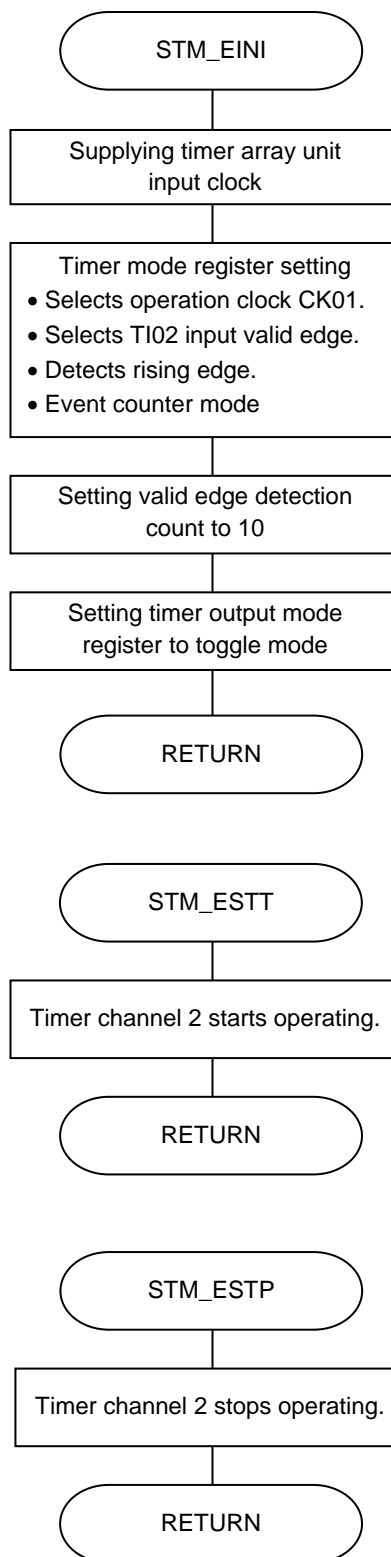 STM_EINI
Supplying timer array unit
input clock
Timer mode register setting
• Selects operation clock CK01.
• Selects TI02 input valid edge.
• Detects rising edge.
• Event counter mode
Setting valid edge detection
count to 10
Setting timer output mode
register to toggle mode
RETURN
STM_ESTT
Timer channel 2 starts operating.
RETURN
STM_ESTP
Timer channel 2 stops operating.
RETURN